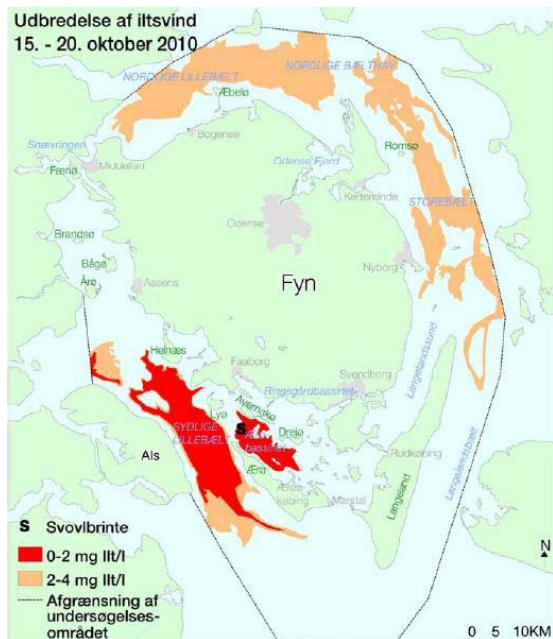 Udbredelse af iltsvind
15. - 20. oktober 2010
NORDLIGE LILLEBÆLT
NORDLIGE BÆLTHAV
Æbelø
Bogense
Snævringen
Middelfart
Fænø
Odense Fjord
Romsø
Kerteminde
STOREBÆLT
Odense
Brandsø
Bågø
Årø
Assens
Fyn
Nyborg
Helnæs
Faaborg
Svendborg
Langelandssund
Ringsgårdbassinet
Avernakø
Lyø
SYDLIGE
LILLEBÆLT
S
Drejø
bassinet
Als
Ærø
Ærøs
købing
Marstal
Rudkøbing
Langeland
Langelandsbælt
S Svovlbrinte
0-2 mg Ilt/l
2-4 mg Ilt/l
Afgrænsning af
undersøgelses-
området
N
0 5 10KM